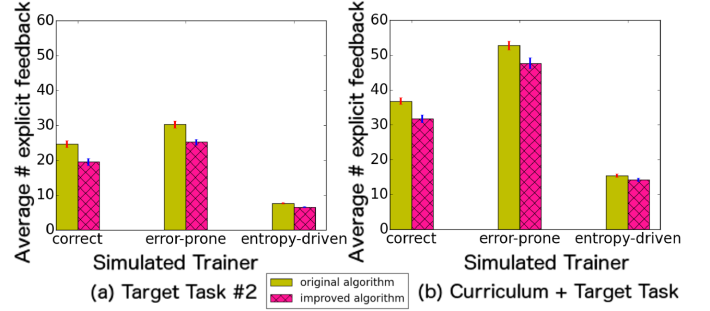 Average # explicit feedback
60
50
40
30
20
10
0
correct error-prone entropy-driven
Simulated Trainer
(a) Target Task #2
Average # explicit feedback
60
50
40
30
20
10
0
correct error-prone entropy-driven
Simulated Trainer
(b) Curriculum + Target Task
original algorithm
improved algorithm